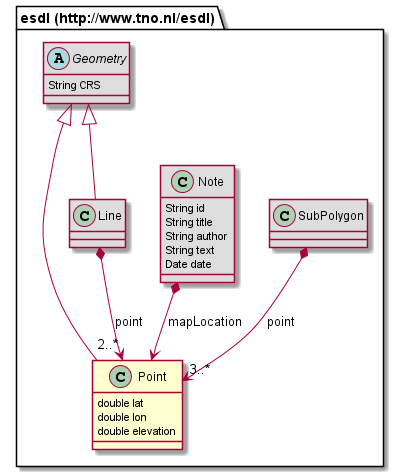 esdl (http://www.tno.nl/esdl)
A Geometry
String CRS
C Line
C Note
String id
String title
String author
String text
Date date
C SubPolygon
point
mapLocation
point
2..*
3..*
C Point
double lat
double lon
double elevation